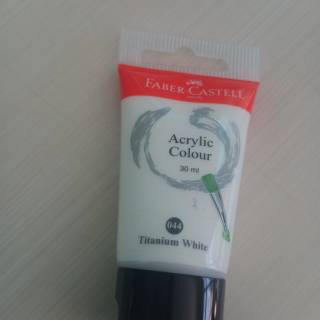 FABER-CASTELL
Acrylic
Colour
30 ml
044
Titanium White